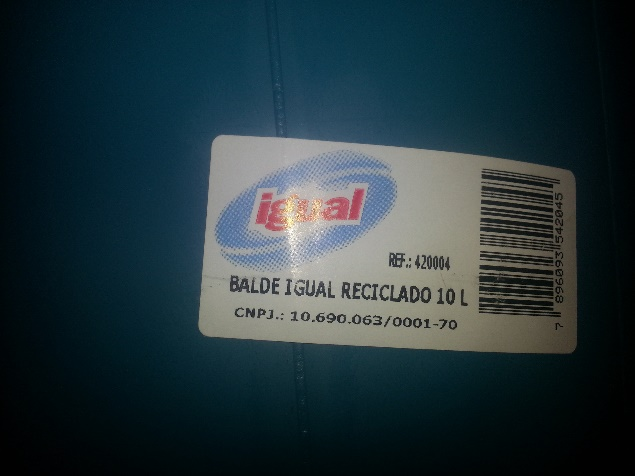 igual
REF.: 420004
BALDE IGUAL RECICLADO 10 L
CNPJ.: 10.690.063/0001-70
7 896093 542045